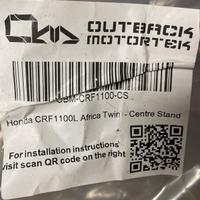 OUTBACK
MOTORTEK
OBM-CRF1100-CS
Honda CRF1100L Africa Twin - Centre Stand
For installation instructions
visit scan QR code on the right